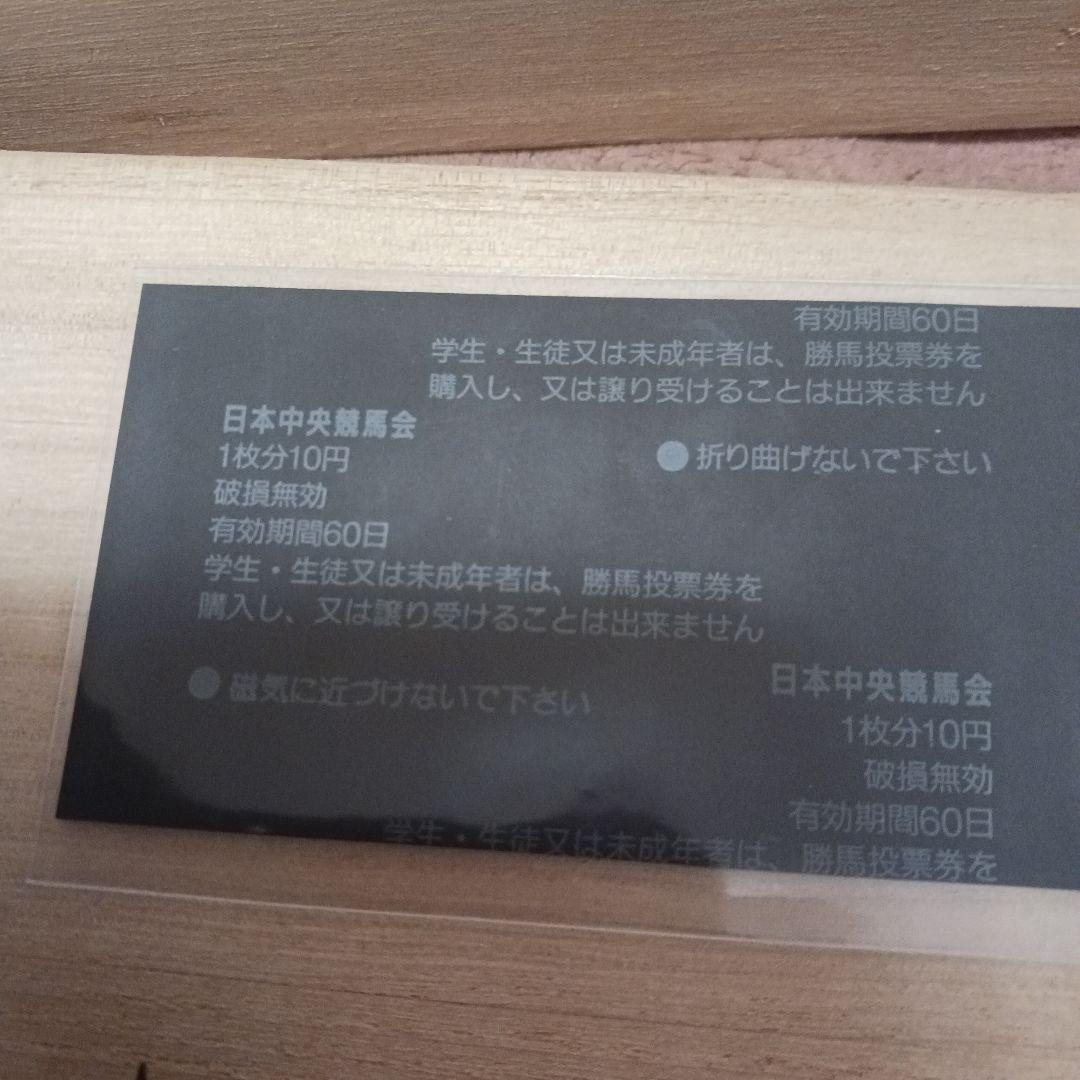 有効期間60日
学生・生徒又は未成年者は、勝馬投票券を
購入し、又は譲り受けることは出来ません
日本中央競馬会
1枚分10円
破損無効
有効期間60日
学生・生徒又は未成年者は、勝馬投票券を
購入し、又は譲り受けることは出来ません
●折り曲げないで下さい
●磁気に近づけないで下さい
日本中央競馬会
1枚分10円
破損無効
有効期間60日
学生・生徒又は未成年者は、勝馬投票券を